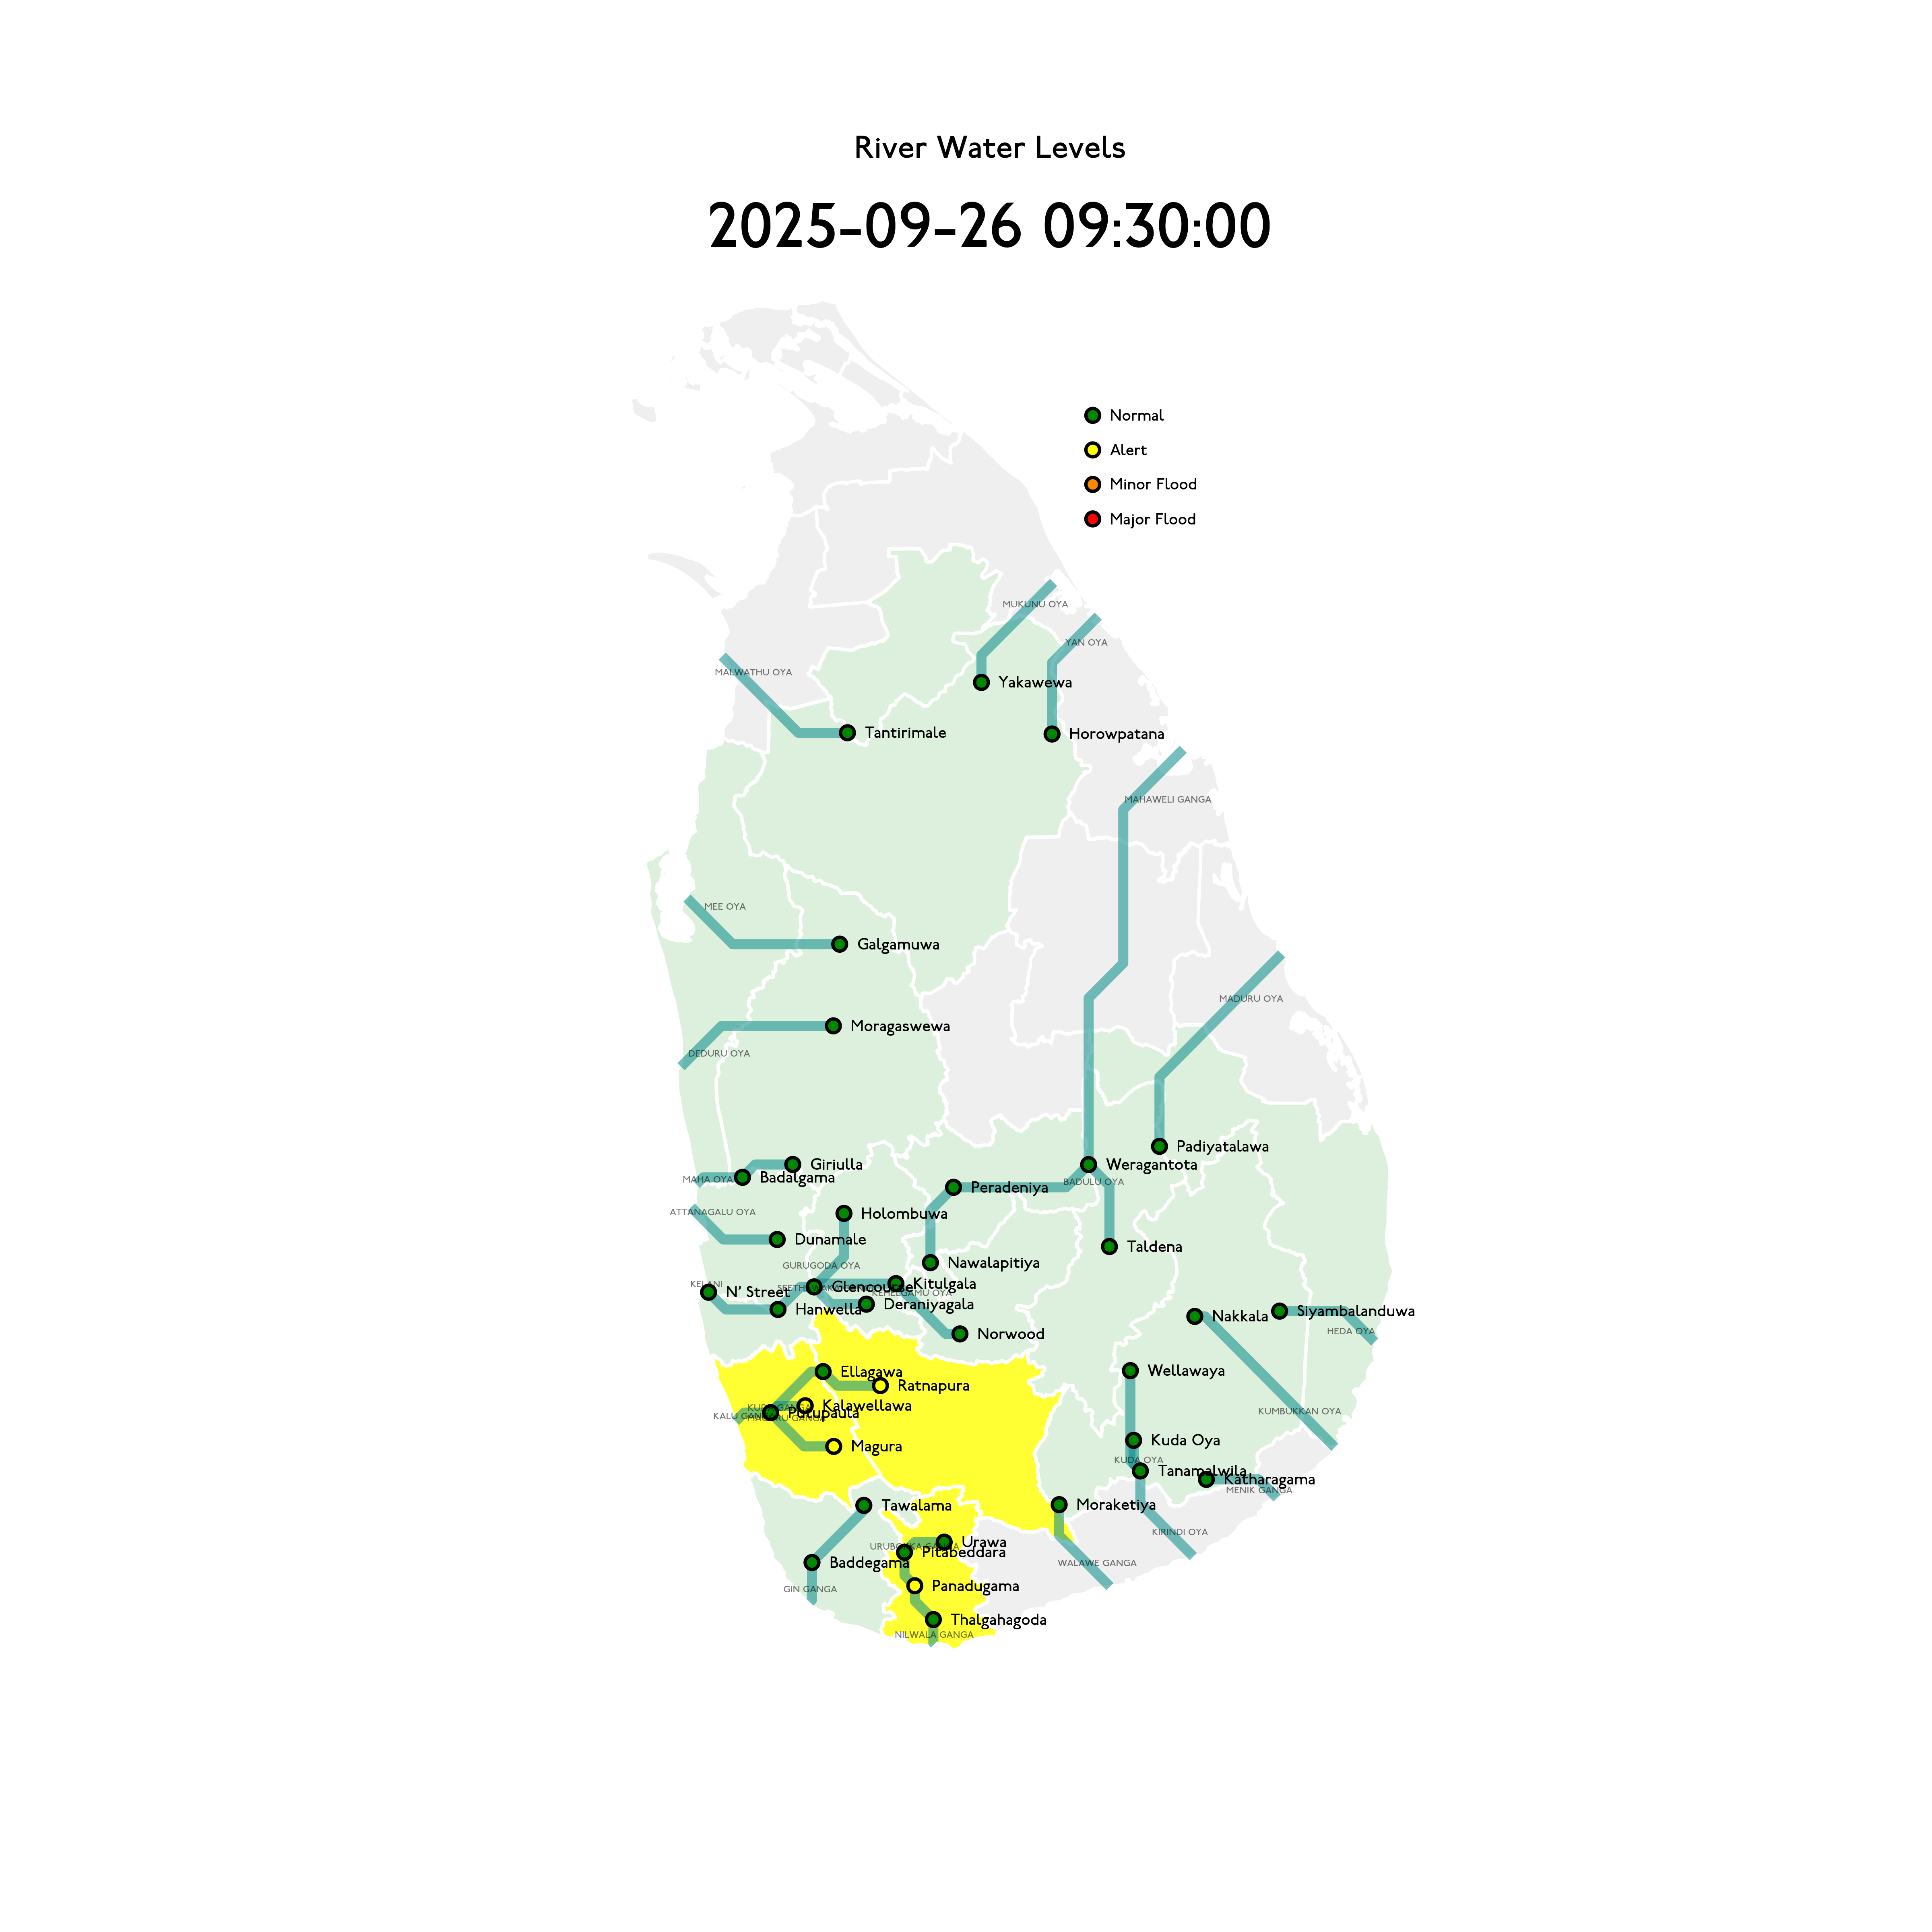 River Water Levels
2025-09-26 09:30:00
Normal
Alert
Minor Flood
Major Flood
MUKUNU OYA
YAN OYA
MALWATHU OYA
Yakawewa
Tantirimale
Horowpatana
MAHAWELI GANGA
MEE OYA
Galgamuwa
MADURU OYA
Moragaswewa
DEDURU OYA
Padiyatalawa
Giriulla
Weragantota
Badalgama
MAHA OYA
BADULU OYA
Peradeniya
ATTANAGALU OYA
Holombuwa
Dunamale
Taldena
Nawalapitiya
GURUGODA OYA
KELANI
Kitulgala
Glencourse
N' Street
KEHELGAMU OYA
Deraniyagala
Hanwella
Siyambalanduwa
Nakkala
HEDA OYA
Norwood
Ellagawa
Wellawaya
Ratnapura
Kalawellawa
KALU GANGA
Putupaula
MAGURU GANGA
KUMBUKKAN OYA
Kuda Oya
Magura
KUDA OYA
Tanamalwila
Katharagama
MENIK GANGA
Tawalama
Moraketiya
KIRINDI OYA
Urawa
URUBOKKA GANGA
Pitabeddara
Baddegama
WALAWE GANGA
Panadugama
GIN GANGA
Thalgahagoda
NILWALA GANGA